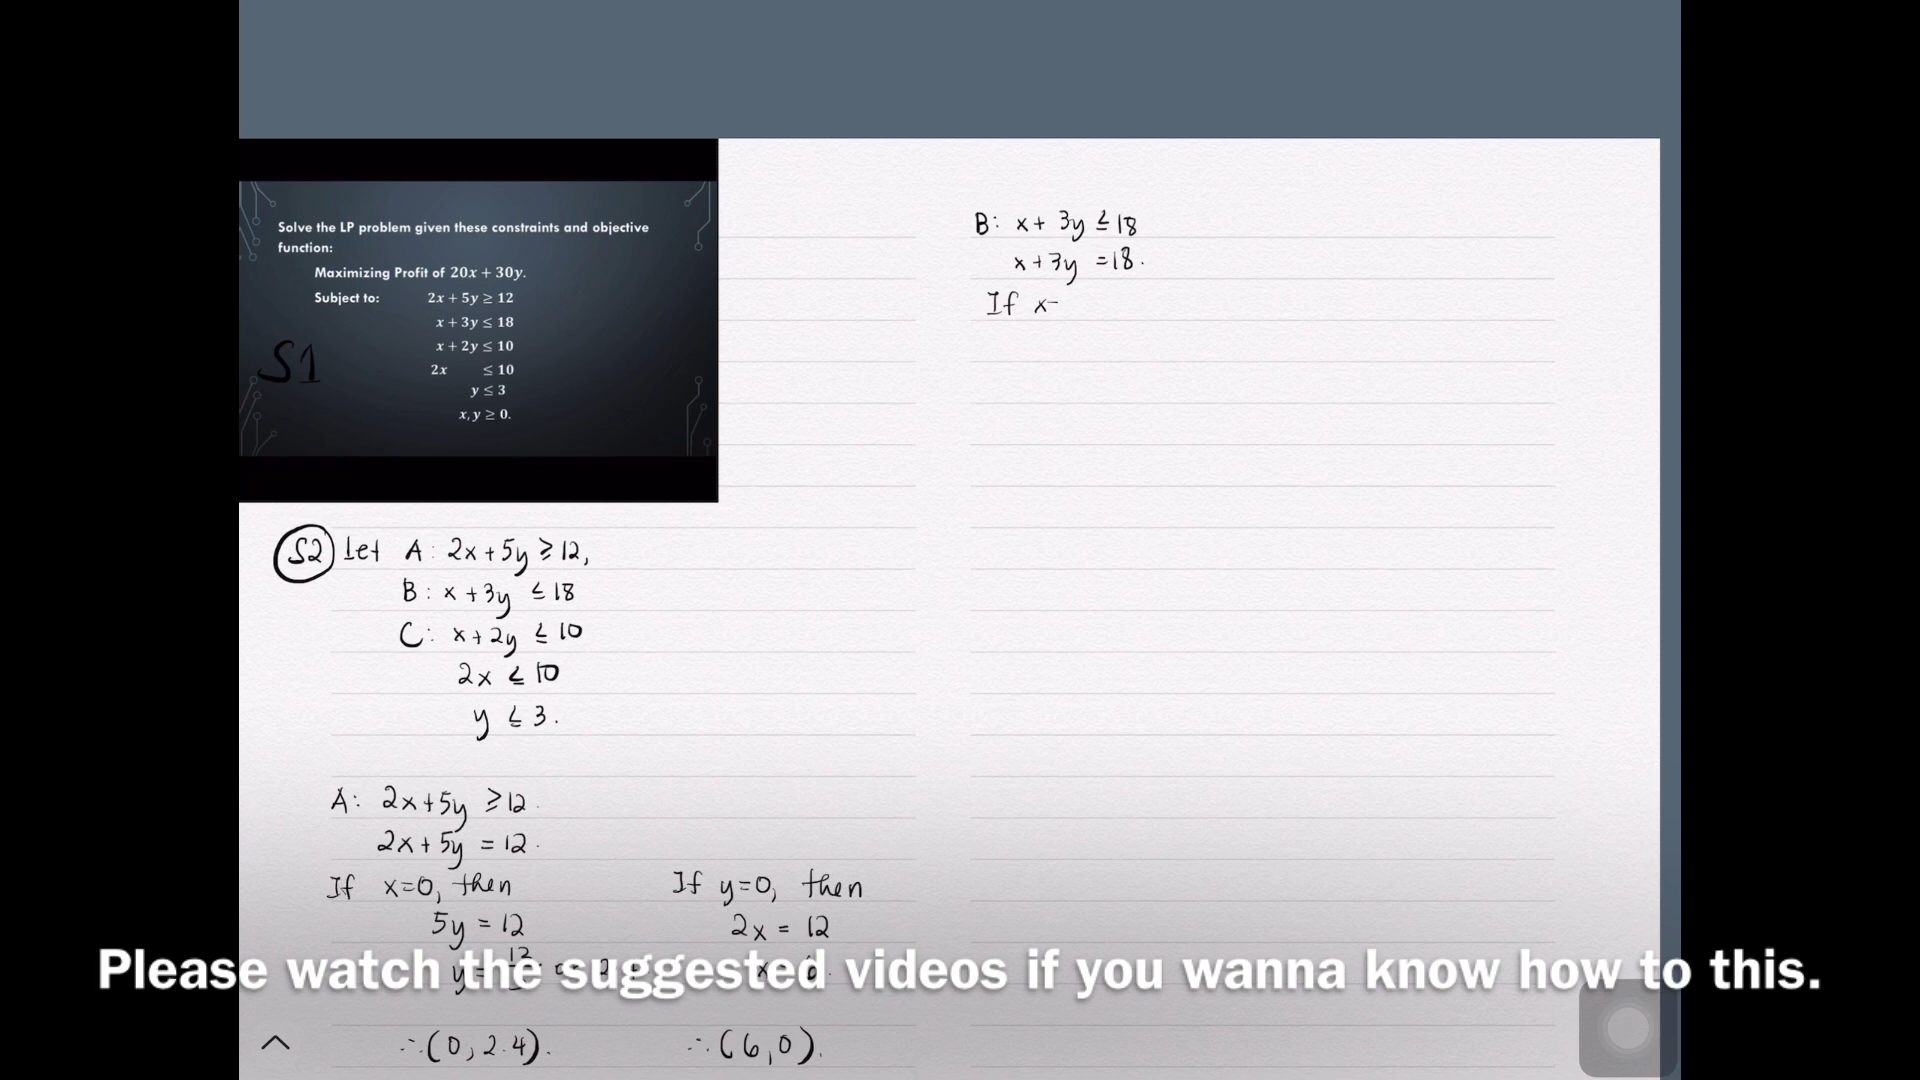 Solve the LP problem given these constraints and objective
function:
Maximizing Profit of 20x + 30y.
Subject to: 2x + 5y ≥ 12
x + 3y ≤ 18
x + 2y ≤ 10
2x ≤ 10
y ≤ 3
x, y ≥ 0.
S1
S2 Let A: 2x + 5y ≥ 12,
B: x + 3y ≤ 18
C: x + 2y ≤ 10
2x ≤ 10
y ≤ 3.
A: 2x + 5y ≥ 12.
2x + 5y = 12.
If x=0, then
5y = 12
∴ (0, 2.4).
If y=0, then
2x = 12
∴ (6, 0).
B: x + 3y ≤ 18
x + 3y = 18.
If x
Please watch the suggested videos if you wanna know how to this.